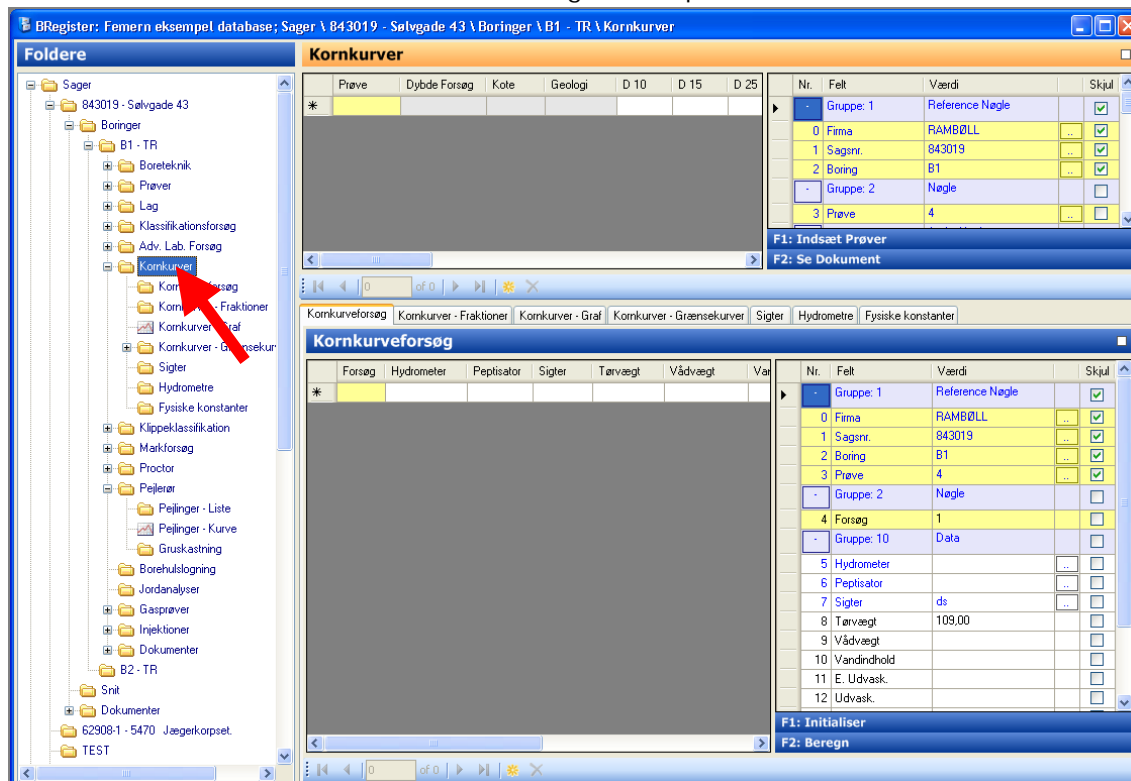 BRegister: Femern eksempel database; Sager \ 843019 - Sølvgade 43 \ Boringer \ B1 - TR \ Kornkurver
Foldere
Sager
843019 - Sølvgade 43
Boringer
B1 - TR
Boreteknik
Prøver
Lag
Klassifikationsforsøg
Adv. Lab. Forsøg
Kornkurver
Kornkurver - Fraktioner
Kornkurver - Graf
Kornkurver - Grænsekur
Sigter
Hydrometre
Fysiske konstanter
Klippeklassifikation
Markforsøg
Proctor
Pejlerør
Pejlinger - Liste
Pejlinger - Kurve
Gruskastning
Borehulslogning
Jordanalyser
Gasprøver
Injektioner
Dokumenter
B2 - TR
Snit
Dokumenter
62908-1 - 5470 Jægerkorpset.
TEST
Kornkurver
Prøve Dybde Forsøg Kote Geologi D 10 D 15 D 25
Nr. Felt Værdi Skjul
Gruppe: 1 Reference Nøgle
0 Firma RAMBØLL ..
1 Sagsnr. 843019 ..
2 Boring B1 ..
Gruppe: 2 Nøgle
3 Prøve 4 ..
F1: Indsæt Prøver
F2: Se Dokument
0 of 0
Kornkurveforsøg Kornkurver - Fraktioner Kornkurver - Graf Kornkurver - Grænsekurver Sigter Hydrometre Fysiske konstanter
Kornkurveforsøg
Forsøg Hydrometer Peptisator Sigter Tørvægt Vådvægt Var
Nr. Felt Værdi Skjul
Gruppe: 1 Reference Nøgle
0 Firma RAMBØLL ..
1 Sagsnr. 843019 ..
2 Boring B1 ..
3 Prøve 4 ..
Gruppe: 2 Nøgle
4 Forsøg 1
Gruppe: 10 Data
5 Hydrometer ..
6 Peptisator ..
7 Sigter ds ..
8 Tørvægt 109,00
9 Vådvægt
10 Vandindhold
11 E. Udvask.
12 Udvask.
F1: Initialiser
F2: Beregn
0 of 0